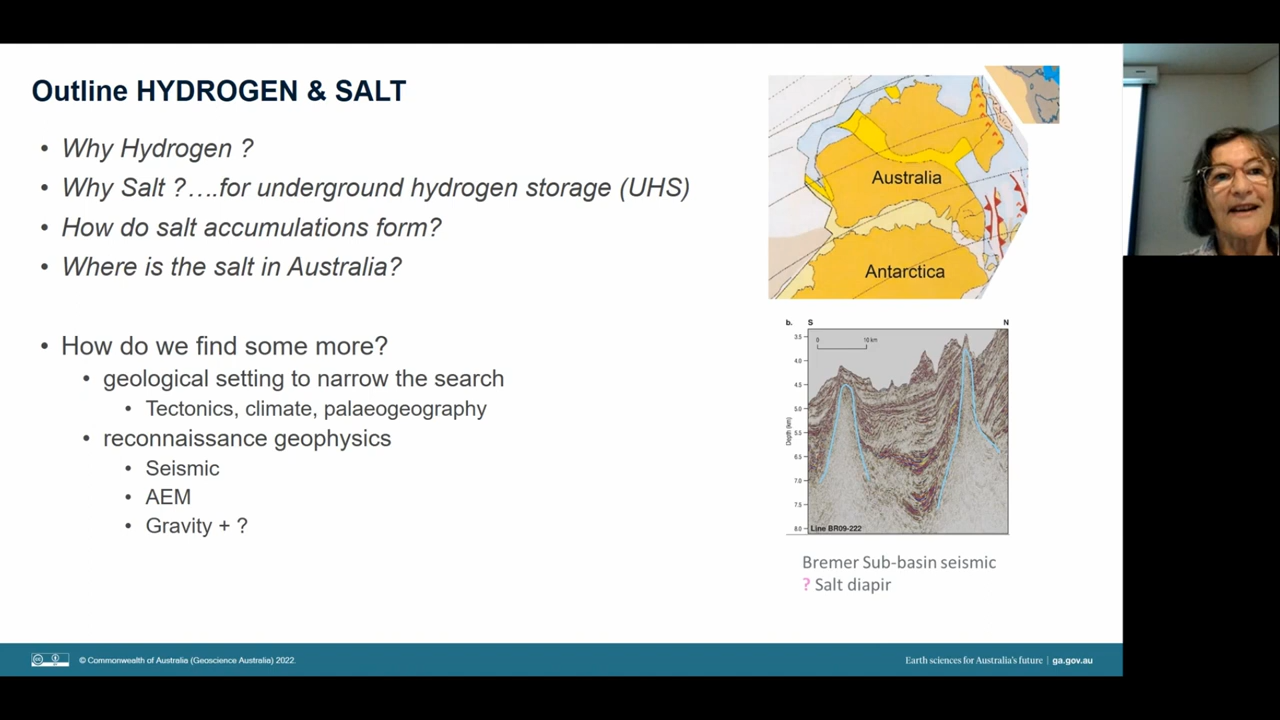 Outline HYDROGEN & SALT
• Why Hydrogen ?
• Why Salt ?....for underground hydrogen storage (UHS)
• How do salt accumulations form?
• Where is the salt in Australia?
• How do we find some more?
• geological setting to narrow the search
• Tectonics, climate, palaeogeography
• reconnaissance geophysics
• Seismic
• AEM
• Gravity + ?
Australia
Antarctica
b. S N
0 10 km
3.5
4.0
4.5
5.0
5.5
6.5
7.0
7.5
8.0
Depth (km)
Line BR09-222
Bremer Sub-basin seismic
? Salt diapir
© Commonwealth of Australia (Geoscience Australia) 2022.
Earth sciences for Australia's future | ga.gov.au